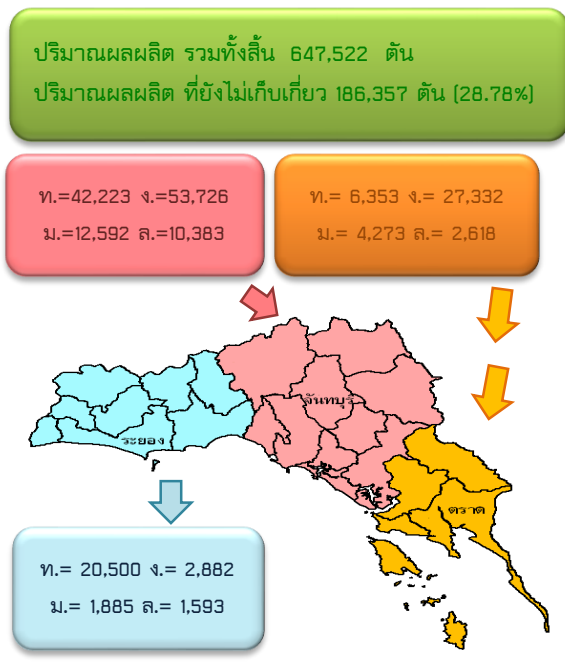 ปริมาณผลผลิต รวมทั้งสิ้น 647,522 ตัน
ปริมาณผลผลิต ที่ยังไม่เก็บเกี่ยว 186,357 ตัน (28.78%)
ท.=42,223 ง.=53,726
ม.=12,592 ล.=10,383
ท.= 6,353 ง.= 27,332
ม.= 4,273 ล.= 2,618
จันทบุรี
ระยอง
ตราด
ท.= 20,500 ง.= 2,882
ม.= 1,885 ล.= 1,593